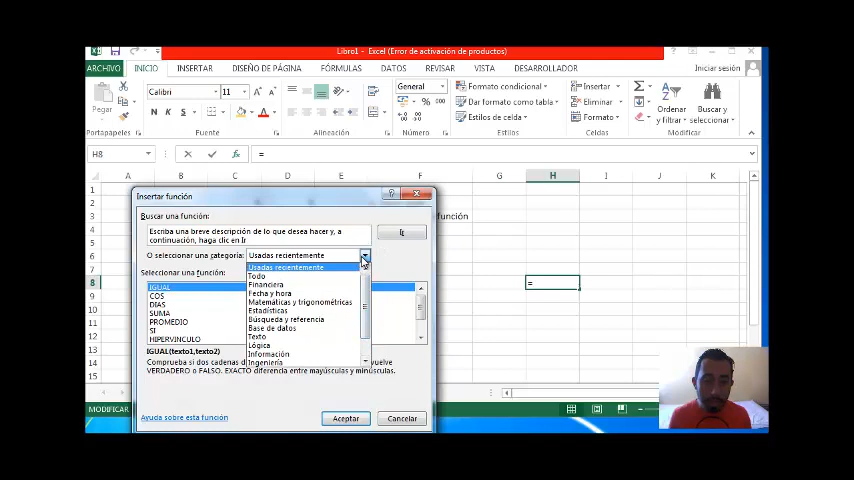 Libro1 - Excel (Error de activación de productos)
Iniciar sesión
ARCHIVO INICIO INSERTAR DISEÑO DE PÁGINA FÓRMULAS DATOS REVISAR VISTA DESARROLLADOR
Pegar
Calibri 11
N K S
General
% 000
Formato condicional
Dar formato como tabla
Estilos de celda
Insertar
Eliminar
Formato
Ordenar
y filtrar
Buscar y
seleccionar
Portapapeles Fuente Alineación Número Estilos Celdas Modificar
H8 fx =
A B C D E F G H I J K
1
2
3 función
4
5
6
7
8 =
9
10
11
12
13
14
15
Insertar función
Buscar una función:
Escriba una breve descripción de lo que desea hacer y, a
continuación, haga clic en Ir
Ir
O seleccionar una categoría: Usadas recientemente
Usadas recientemente
Todo
Financiera
Fecha y hora
Matemáticas y trigonométricas
Estadísticas
Búsqueda y referencia
Base de datos
Texto
Lógica
Información
Ingeniería
Seleccionar una función:
IGUAL
COS
DIAS
SUMA
PROMEDIO
SI
HIPERVINCULO
IGUAL(texto1,texto2)
Comprueba si dos cadenas d vuelve
VERDADERO o FALSO. EXACTO diferencia entre mayúsculas y minúsculas.
Ayuda sobre esta función
Aceptar Cancelar
MODIFICAR